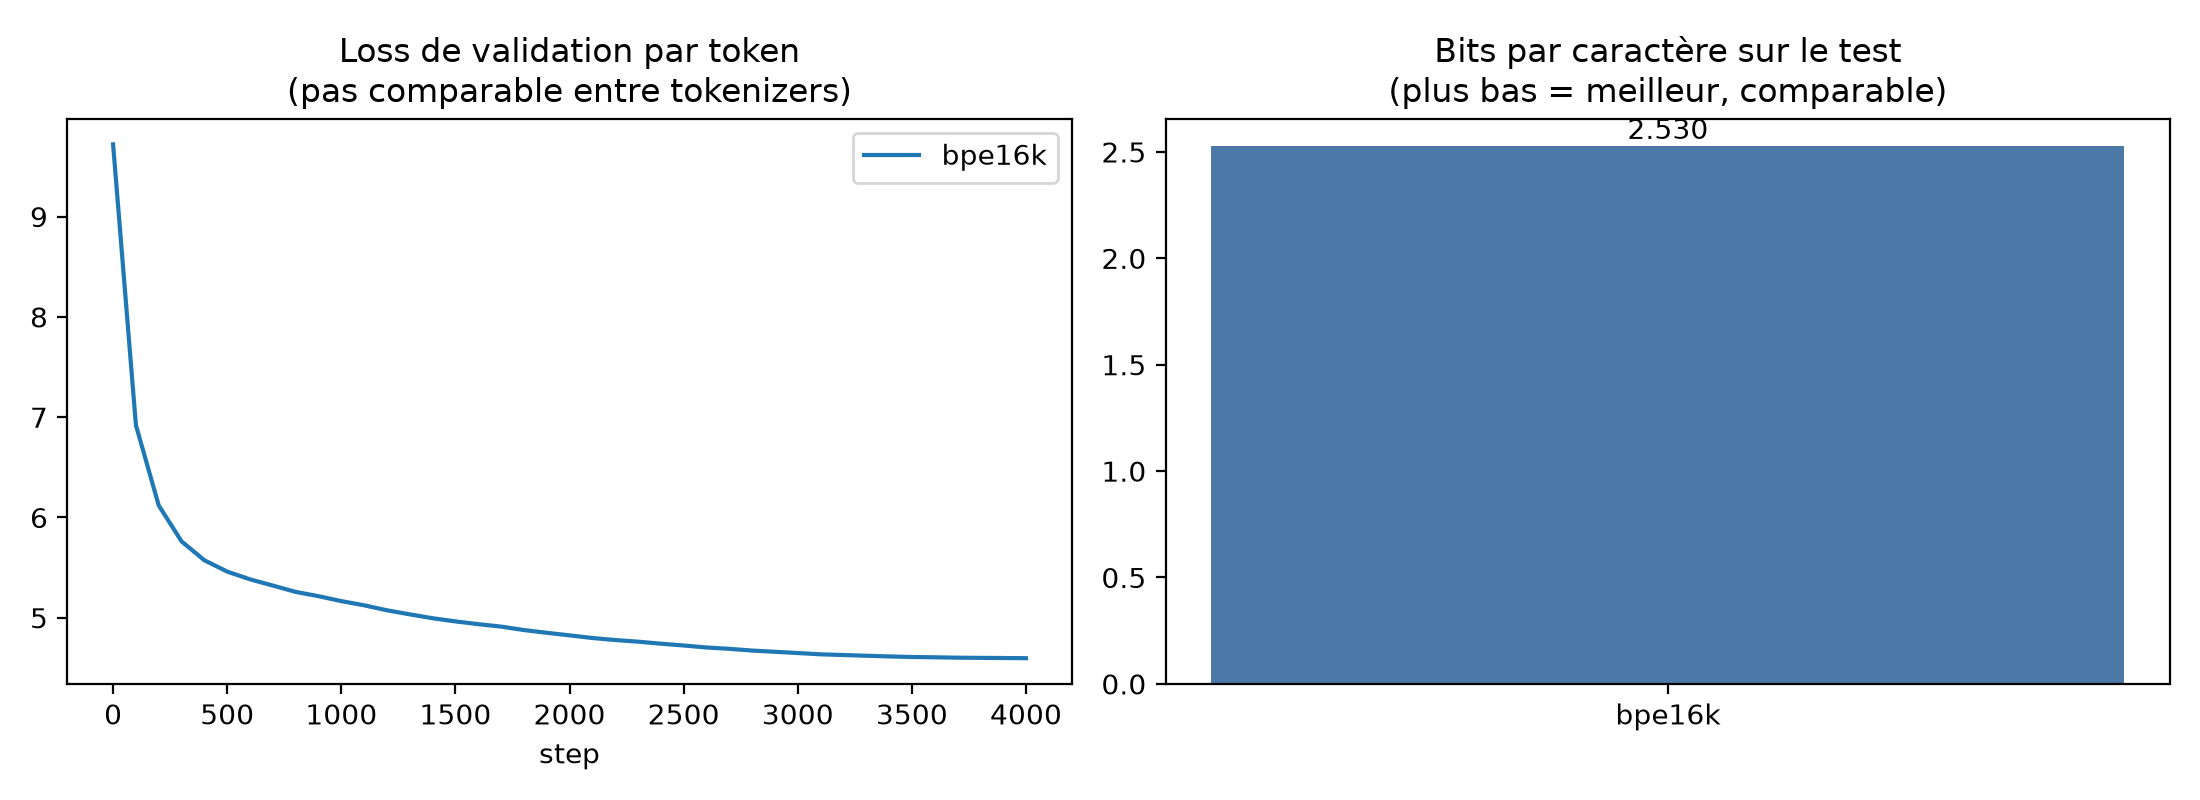 Loss de validation par token
(pas comparable entre tokenizers)
bpe16k
9
8
7
6
5
0 500 1000 1500 2000 2500 3000 3500 4000
step
Bits par caractère sur le test
(plus bas = meilleur, comparable)
2.530
2.5
2.0
1.5
1.0
0.5
0.0
bpe16k